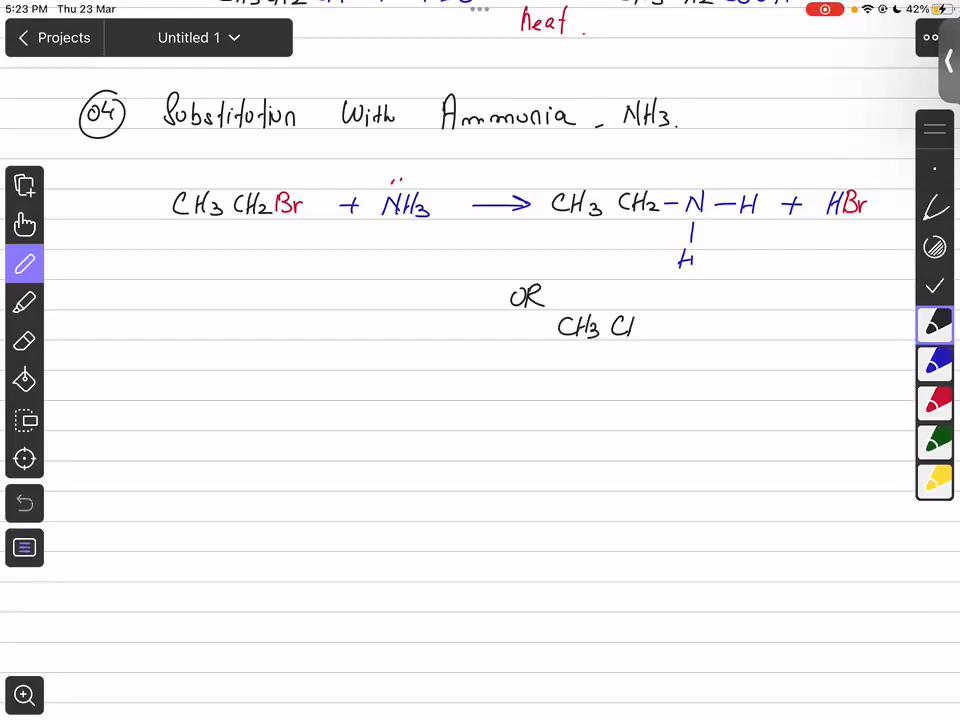 5:23 PM Thu 23 Mar 42%
Projects Untitled 1
heat.
04 Substitution With Ammonia - NH3.
CH3 CH2Br + NH3 → CH3 CH2-N-H + HBr
H
OR
CH3 CH